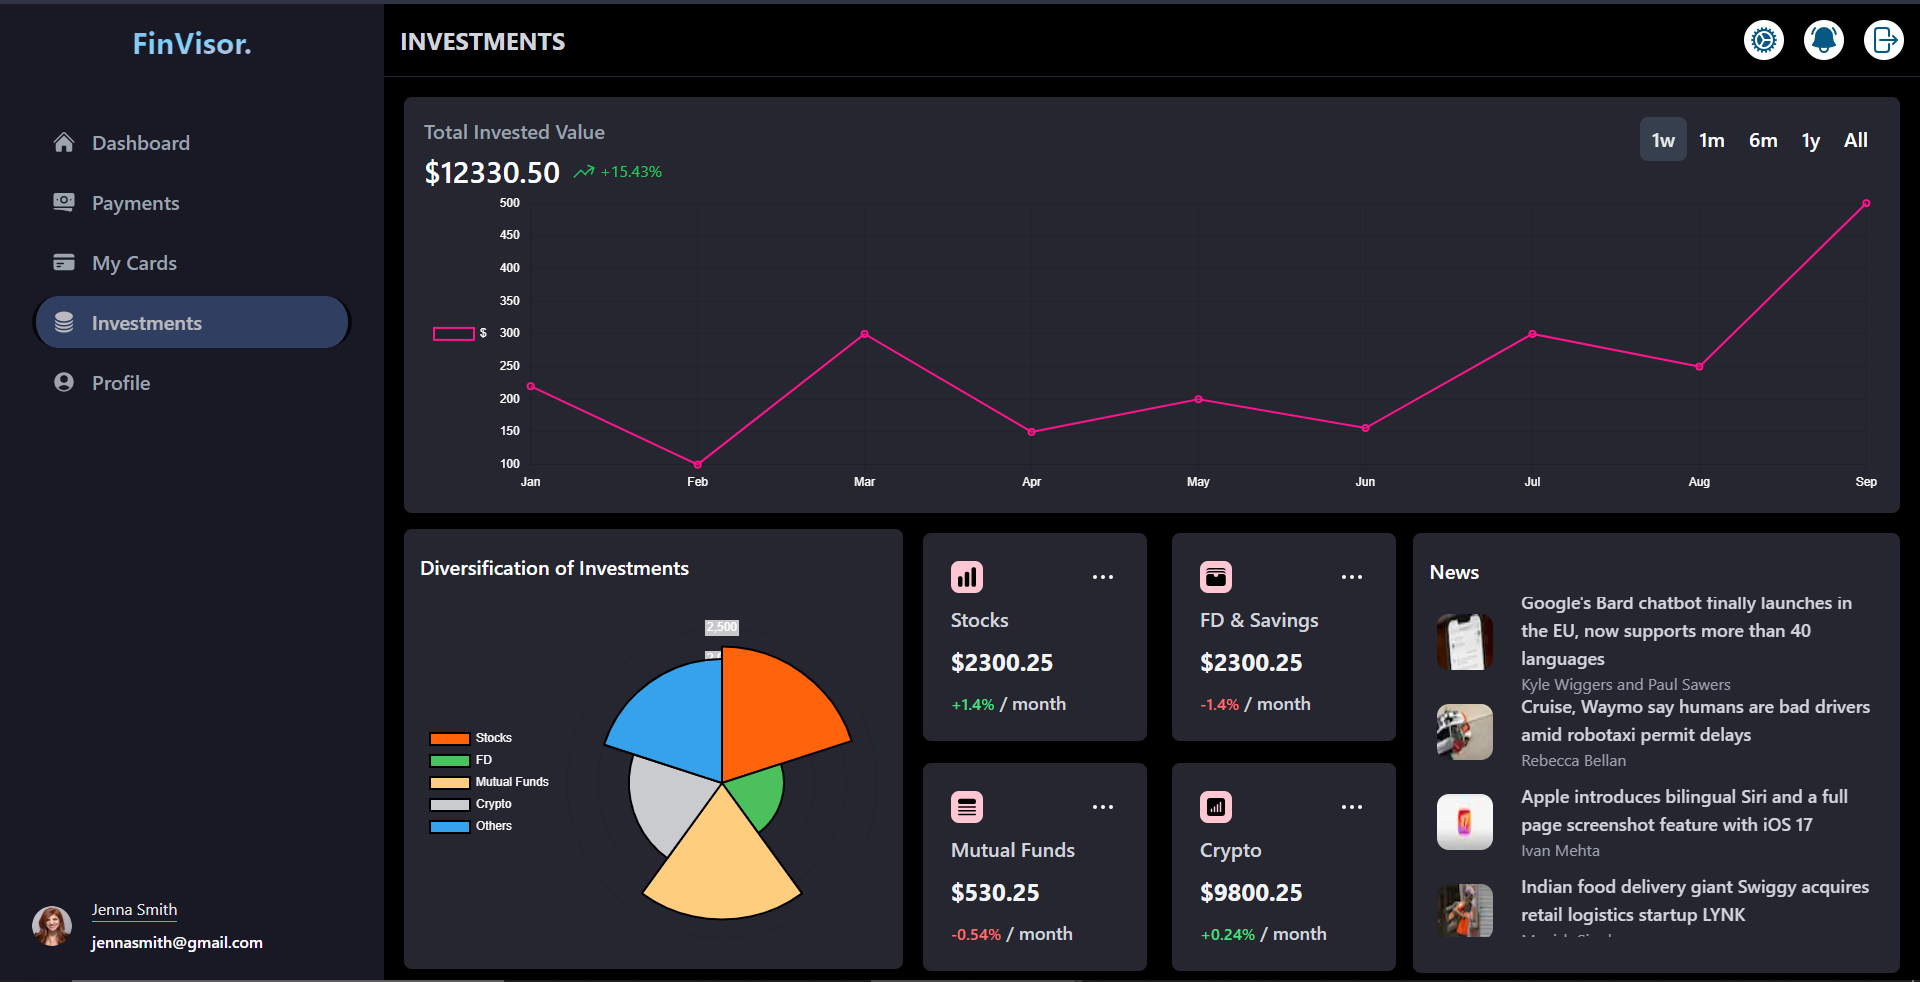 FinVisor.
Dashboard
Payments
My Cards
Investments
Profile
Jenna Smith
jennasmith@gmail.com
INVESTMENTS
Total Invested Value
$12330.50 +15.43%
1w 1m 6m 1y All
500
450
400
350
$ 300
250
200
150
100
Jan Feb Mar Apr May Jun Jul Aug Sep
Diversification of Investments
2,500
Stocks
FD
Mutual Funds
Crypto
Others
Stocks
$2300.25
+1.4% / month
FD & Savings
$2300.25
-1.4% / month
Mutual Funds
$530.25
-0.54% / month
Crypto
$9800.25
+0.24% / month
News
Google's Bard chatbot finally launches in
the EU, now supports more than 40
languages
Kyle Wiggers and Paul Sawers
Cruise, Waymo say humans are bad drivers
amid robotaxi permit delays
Rebecca Bellan
Apple introduces bilingual Siri and a full
page screenshot feature with iOS 17
Ivan Mehta
Indian food delivery giant Swiggy acquires
retail logistics startup LYNK